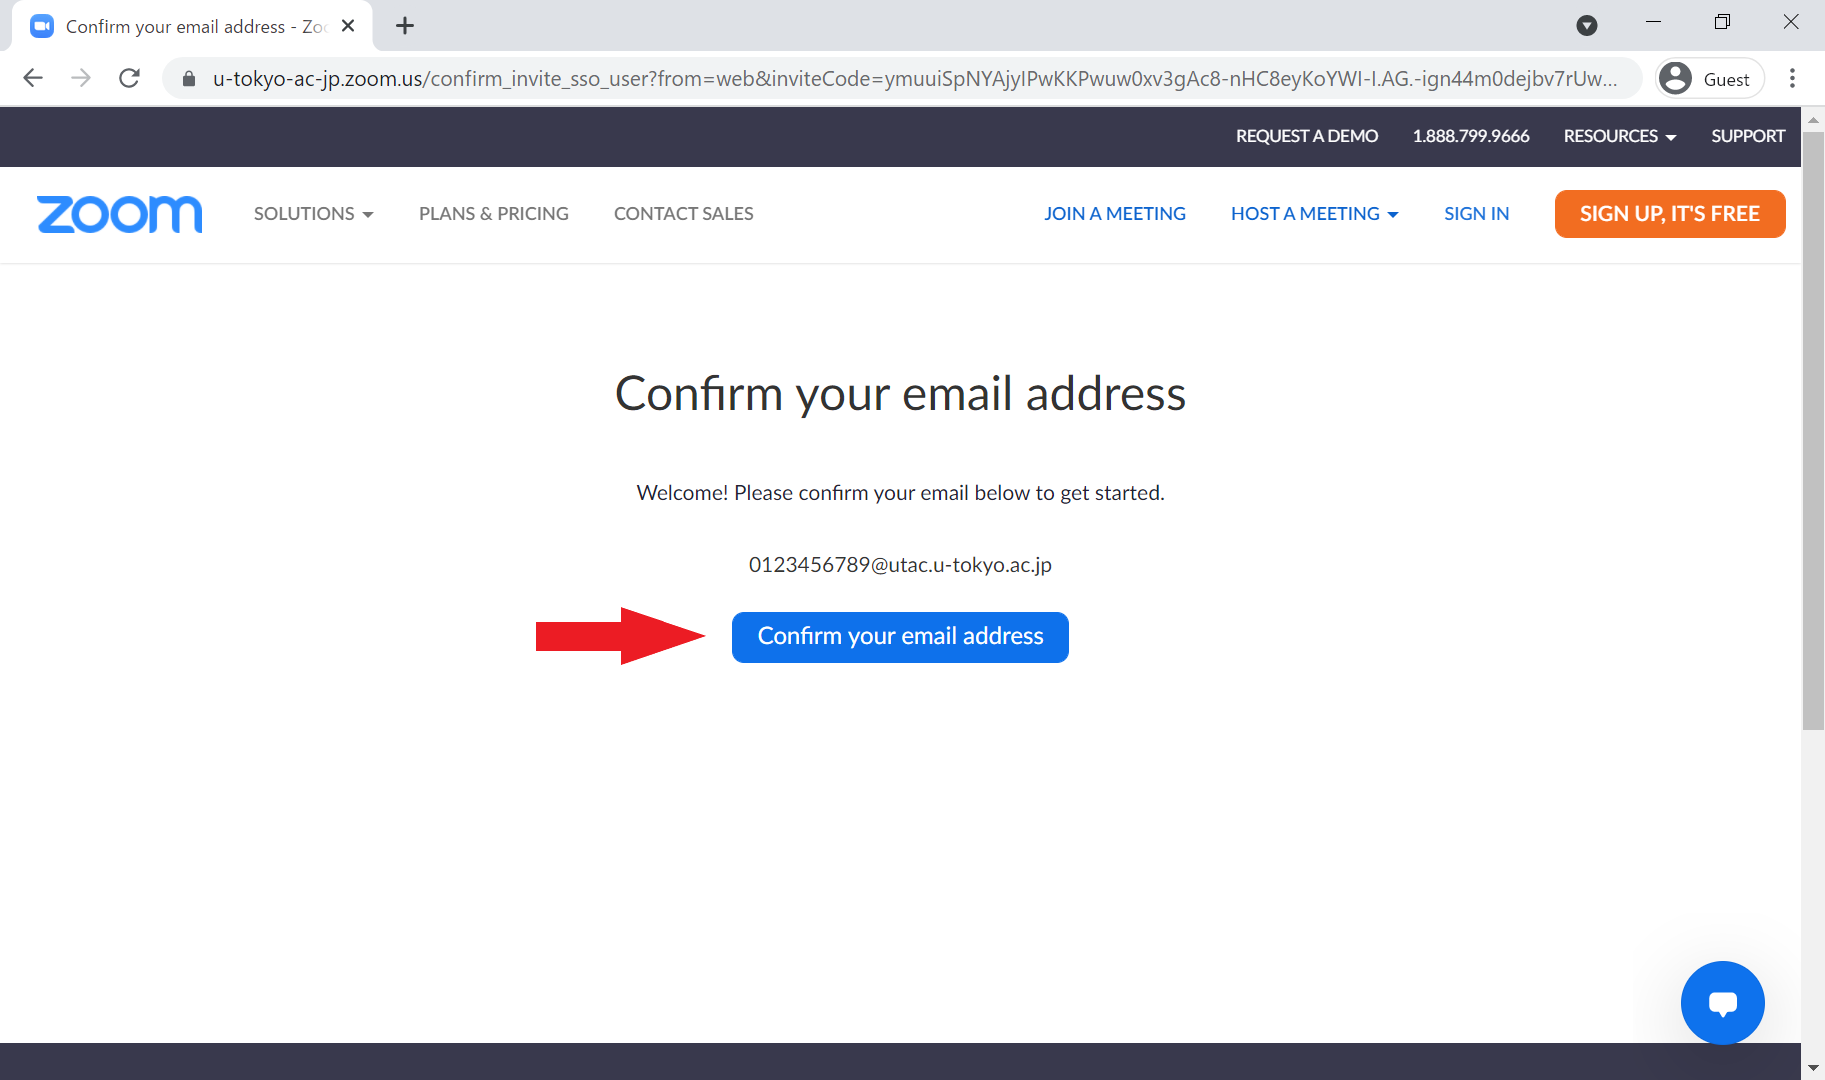 Confirm your email address - Zoo
u-tokyo-ac-jp.zoom.us/confirm_invite_sso_user?from=web&inviteCode=ymuuiSpNYAjyIPwKKPwuw0xv3gAc8-nHC8eyKoYWI-I.AG.-ign44m0dejbv7rUw...
Guest
REQUEST A DEMO 1.888.799.9666 RESOURCES SUPPORT
zoom SOLUTIONS PLANS & PRICING CONTACT SALES JOIN A MEETING HOST A MEETING SIGN IN SIGN UP, IT'S FREE
Confirm your email address
Welcome! Please confirm your email below to get started.
0123456789@utac.u-tokyo.ac.jp
Confirm your email address